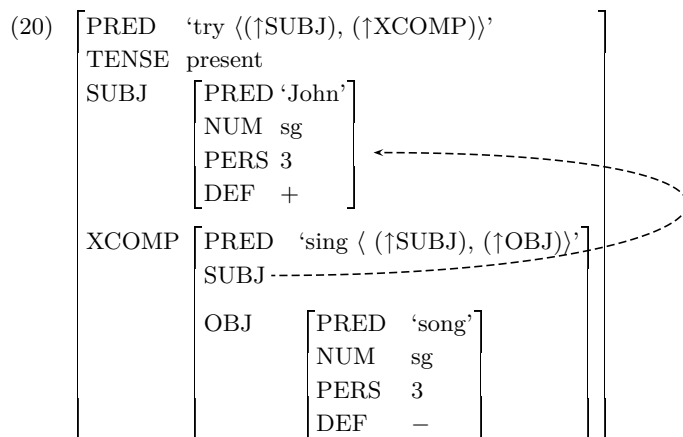 (20) PRED ‘try ⟨(↑SUBJ), (↑XCOMP)⟩’
TENSE present
SUBJ PRED ‘John’
NUM sg
PERS 3
DEF +
XCOMP PRED ‘sing ⟨ (↑SUBJ), (↑OBJ)⟩’
SUBJ
OBJ PRED ‘song’
NUM sg
PERS 3
DEF −